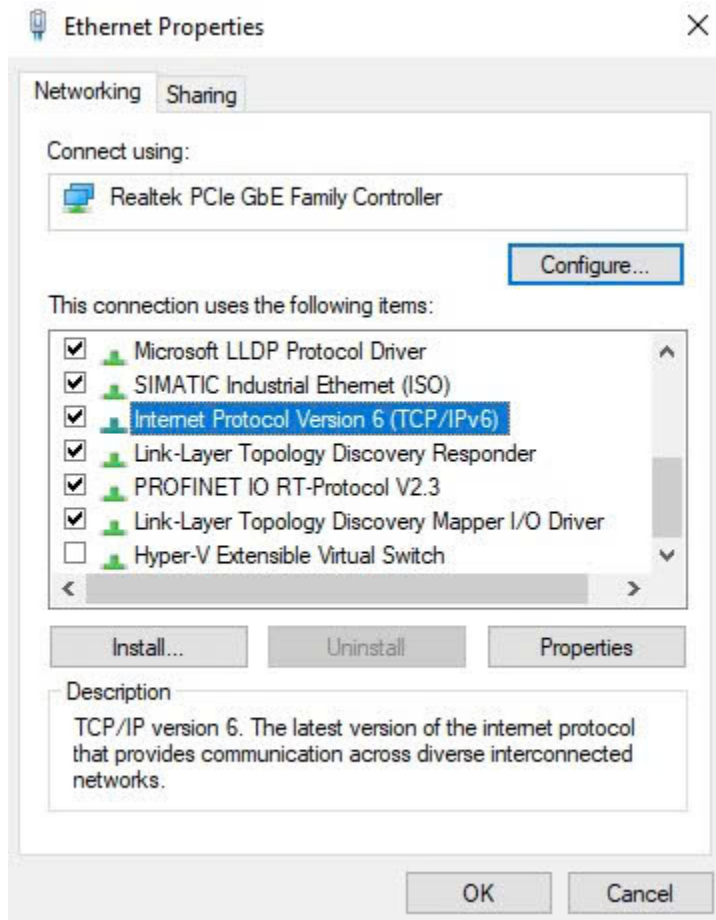 Ethernet Properties
Networking
Sharing
Connect using:
Realtek PCIe GbE Family Controller
Configure...
This connection uses the following items:
Microsoft LLDP Protocol Driver
SIMATIC Industrial Ethernet (ISO)
Internet Protocol Version 6 (TCP/IPv6)
Link-Layer Topology Discovery Responder
PROFINET IO RT-Protocol V2.3
Link-Layer Topology Discovery Mapper I/O Driver
Hyper-V Extensible Virtual Switch
Install...
Uninstall
Properties
Description
TCP/IP version 6. The latest version of the internet protocol
that provides communication across diverse interconnected
networks.
OK
Cancel